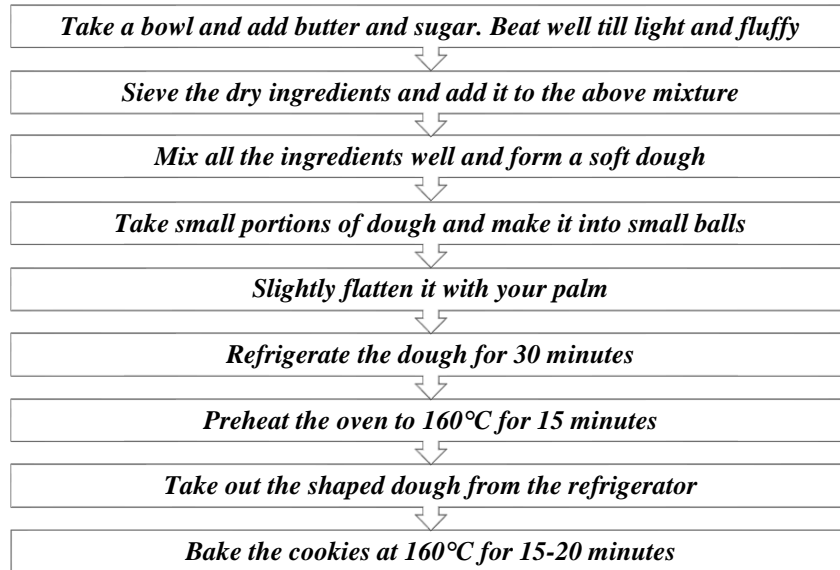 Take a bowl and add butter and sugar. Beat well till light and fluffy
Sieve the dry ingredients and add it to the above mixture
Mix all the ingredients well and form a soft dough
Take small portions of dough and make it into small balls
Slightly flatten it with your palm
Refrigerate the dough for 30 minutes
Preheat the oven to 160°C for 15 minutes
Take out the shaped dough from the refrigerator
Bake the cookies at 160°C for 15-20 minutes